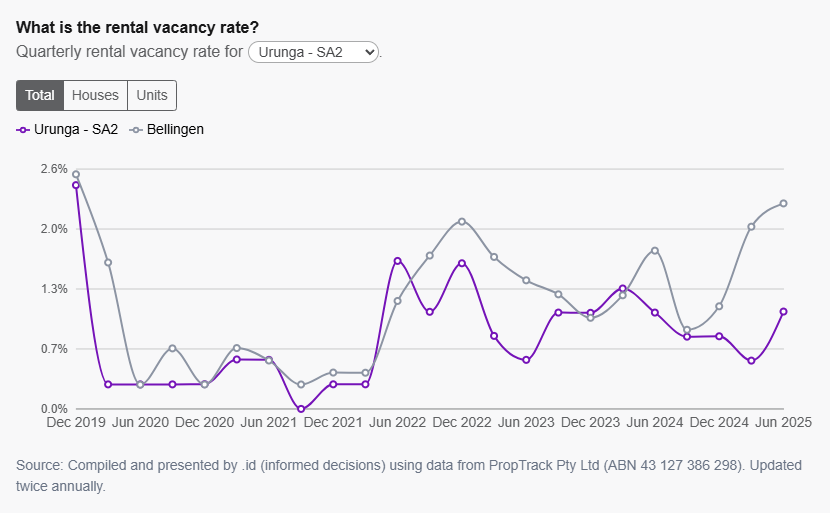 What is the rental vacancy rate?
Quarterly rental vacancy rate for Urunga - SA2.
Total Houses Units
Urunga - SA2 Bellingen
2.6%
2.0%
1.3%
0.7%
0.0%
Dec 2019 Jun 2020 Dec 2020 Jun 2021 Dec 2021 Jun 2022 Dec 2022 Jun 2023 Dec 2023 Jun 2024 Dec 2024 Jun 2025
Source: Compiled and presented by .id (informed decisions) using data from PropTrack Pty Ltd (ABN 43 127 386 298). Updated
twice annually.